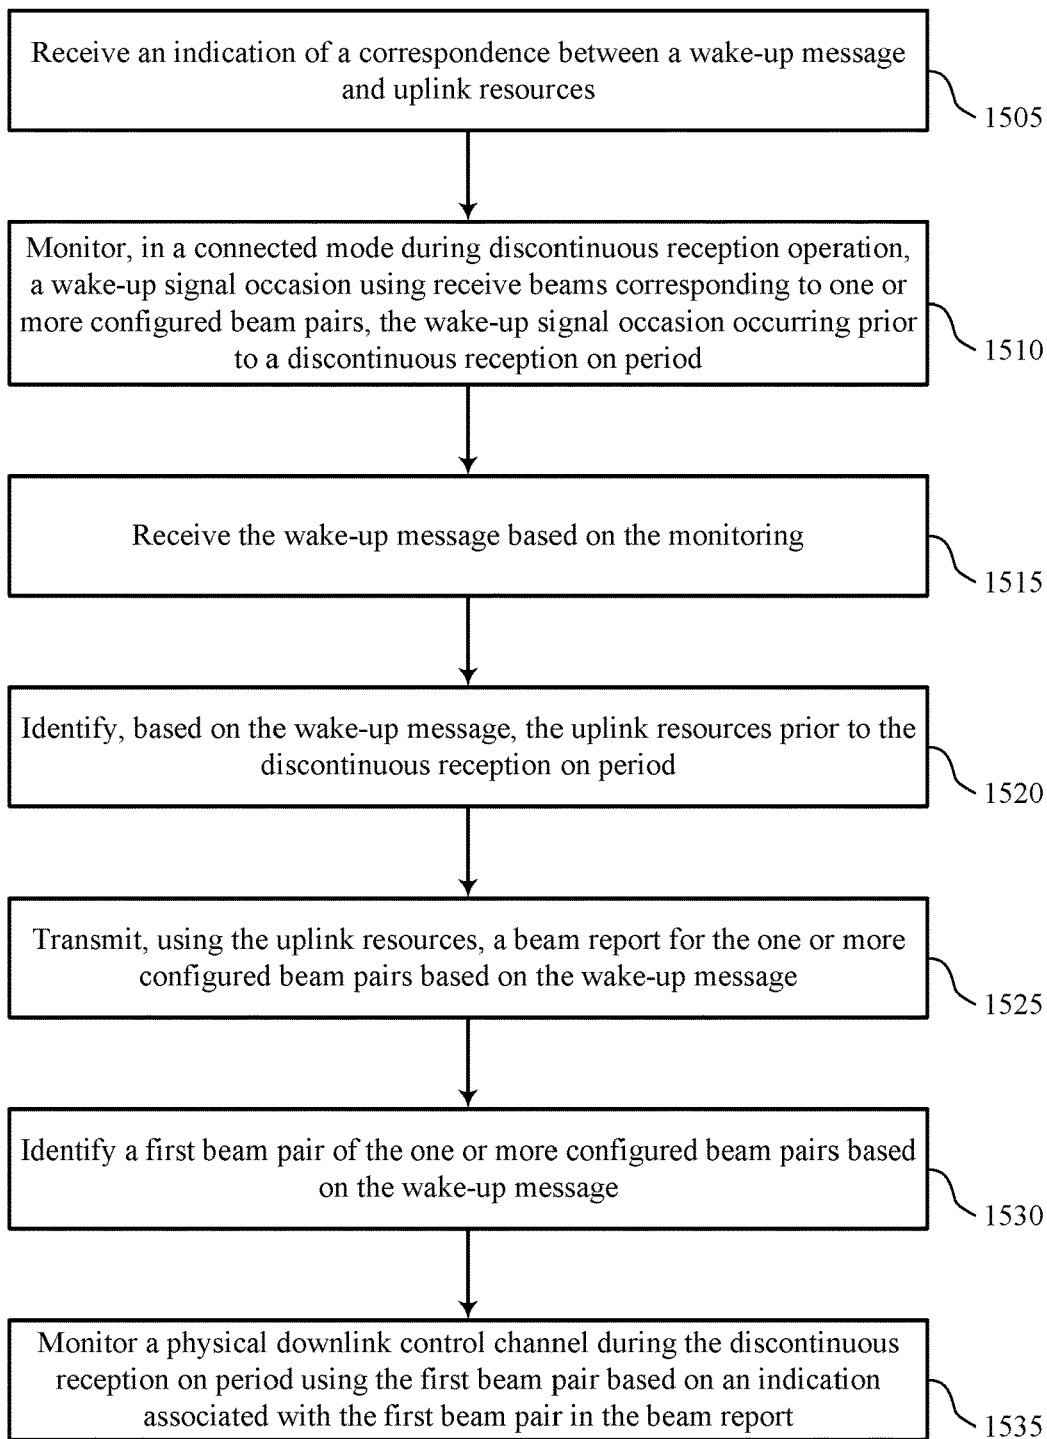 Receive an indication of a correspondence between a wake-up message
and uplink resources
1505
Monitor, in a connected mode during discontinuous reception operation,
a wake-up signal occasion using receive beams corresponding to one or
more configured beam pairs, the wake-up signal occasion occurring prior
to a discontinuous reception on period
1510
Receive the wake-up message based on the monitoring
1515
Identify, based on the wake-up message, the uplink resources prior to the
discontinuous reception on period
1520
Transmit, using the uplink resources, a beam report for the one or more
configured beam pairs based on the wake-up message
1525
Identify a first beam pair of the one or more configured beam pairs based
on the wake-up message
1530
Monitor a physical downlink control channel during the discontinuous
reception on period using the first beam pair based on an indication
associated with the first beam pair in the beam report
1535